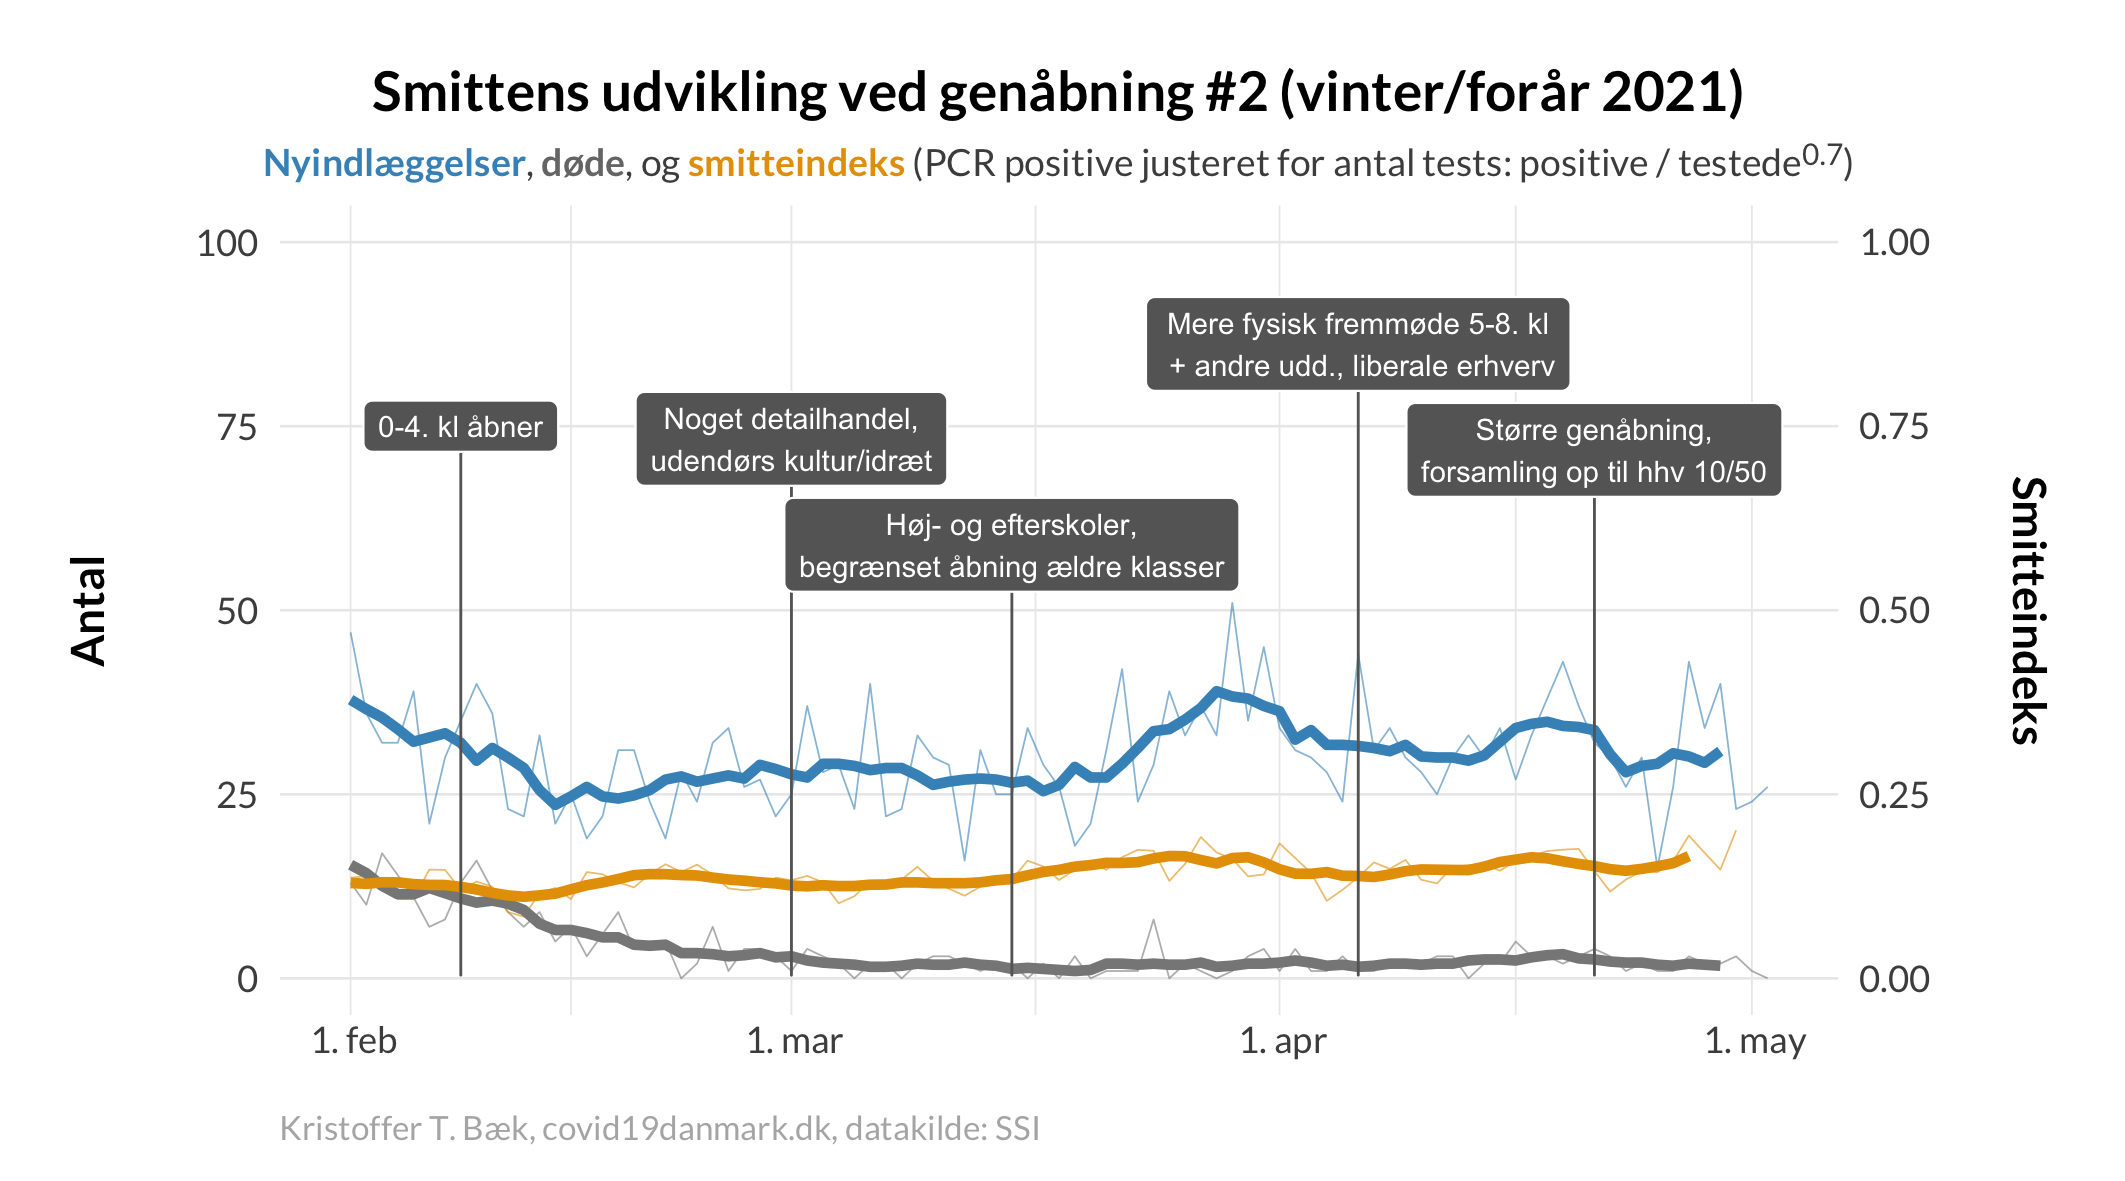 Smittens udvikling ved genåbning #2 (vinter/forår 2021)
Nyindlæggelser, døde, og smitteindeks (PCR positive justeret for antal tests: positive / testede^0.7)
100
75
50
25
0
Antal
1.00
0.75
0.50
0.25
0.00
Smitteindeks
0-4. kl åbner
Noget detailhandel,
udendørs kultur/idræt
Høj- og efterskoler,
begrænset åbning ældre klasser
Mere fysisk fremmøde 5-8. kl
+ andre udd., liberale erhverv
Større genåbning,
forsamling op til hhv 10/50
1. feb
1. mar
1. apr
1. may
Kristoffer T. Bæk, covid19danmark.dk, datakilde: SSI